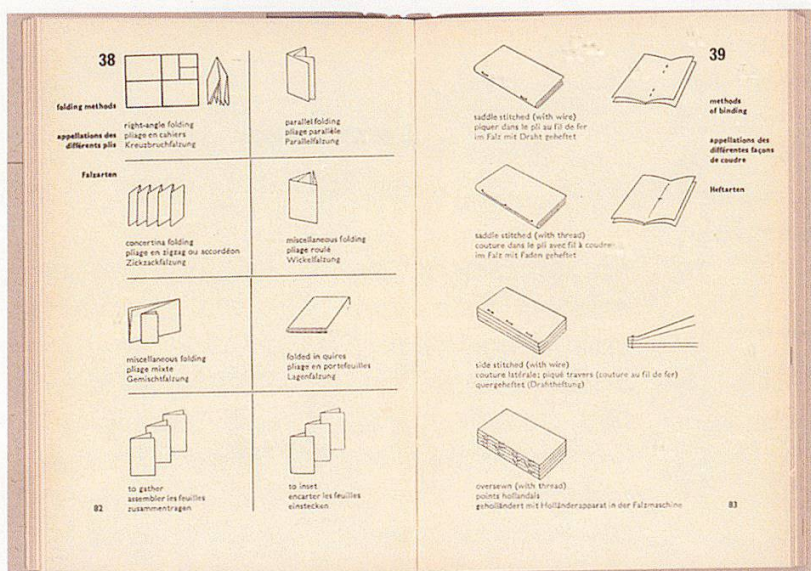 38
folding methods
appellations des
différents plis
Falzarten
right-angle folding
pliage en cahiers
Kreuzbruchfalzung
parallel folding
pliage parallèle
Parallelfalzung
concertina folding
pliage en zigzag ou accordéon
Zickzackfalzung
miscellaneous folding
pliage roulé
Wickelfalzung
miscellaneous folding
pliage mixte
Gemischtfalzung
folded in quires
pliage en portefeuilles
Lagenfalzung
to gather
assembler les feuilles
zusammentragen
to inset
encarter les feuilles
einstecken
82
39
methods
of binding
appellations des
différentes façons
de coudre
Heftarten
saddle stitched (with wire)
piquer dans le pli au fil de fer
im Falz mit Draht geheftet
saddle stitched (with thread)
couture dans le pli avec fil à coudre
im Falz mit Faden geheftet
side stitched (with wire)
couture latérale; piqué travers (couture au fil de fer)
quergeheftet (Drahtheftung)
oversewn (with thread)
points hollandais
geholländert mit Holländerapparat in der Falzmaschine
83